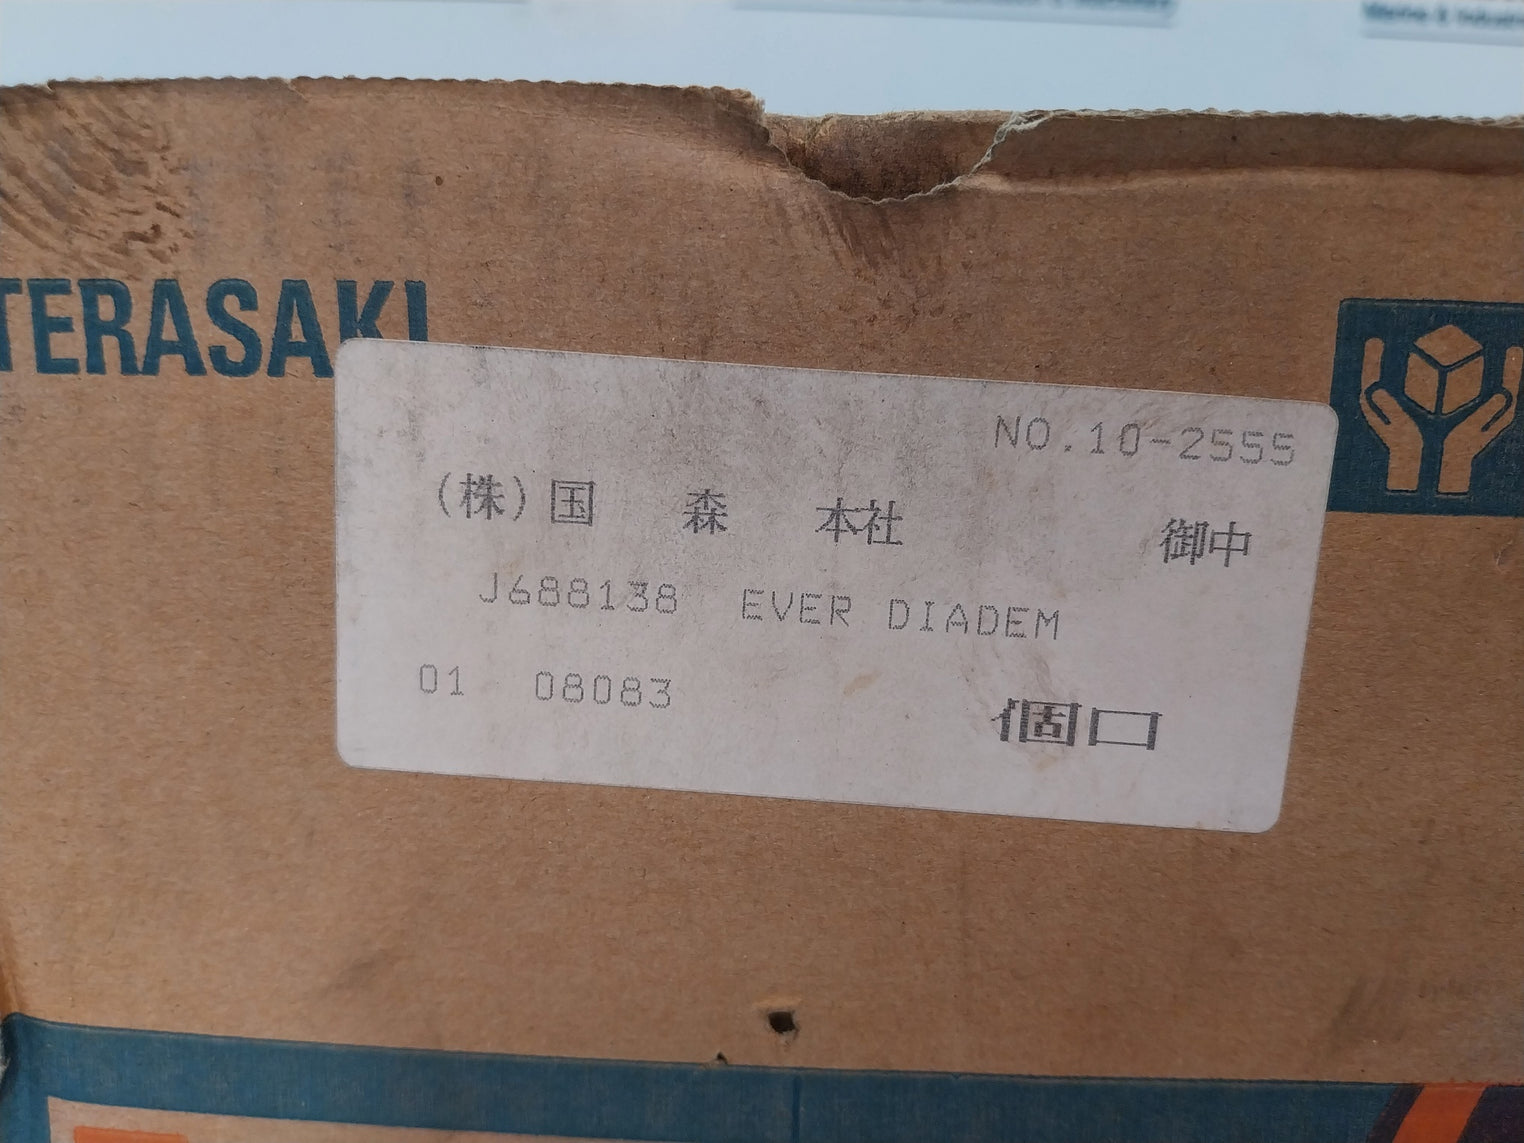 TERASAKI
NO.10-2555
(株)国 森 本社 御中
J688138 EVER DIADEM
01 08083
個口